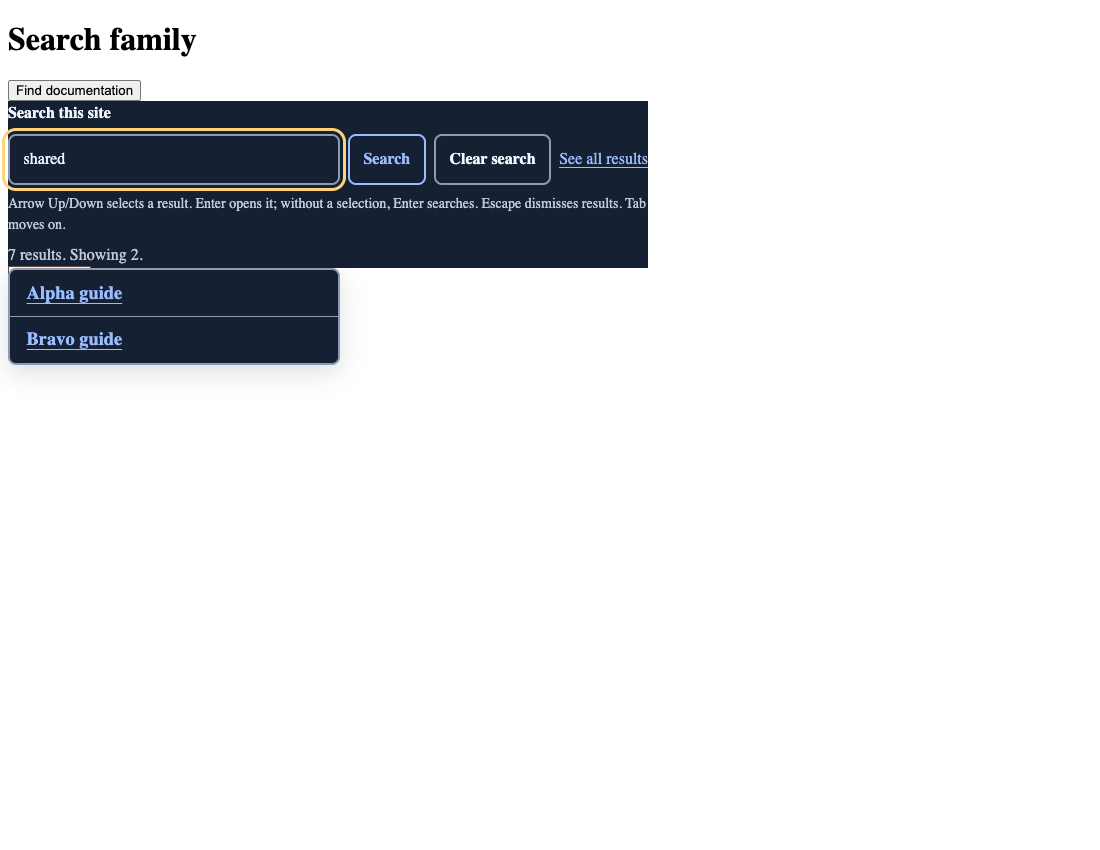 Search family
Find documentation
Search this site
shared
Search
Clear search
See all results
Arrow Up/Down selects a result. Enter opens it; without a selection, Enter searches. Escape dismisses results. Tab
moves on.
7 results. Showing 2.
Alpha guide
Bravo guide